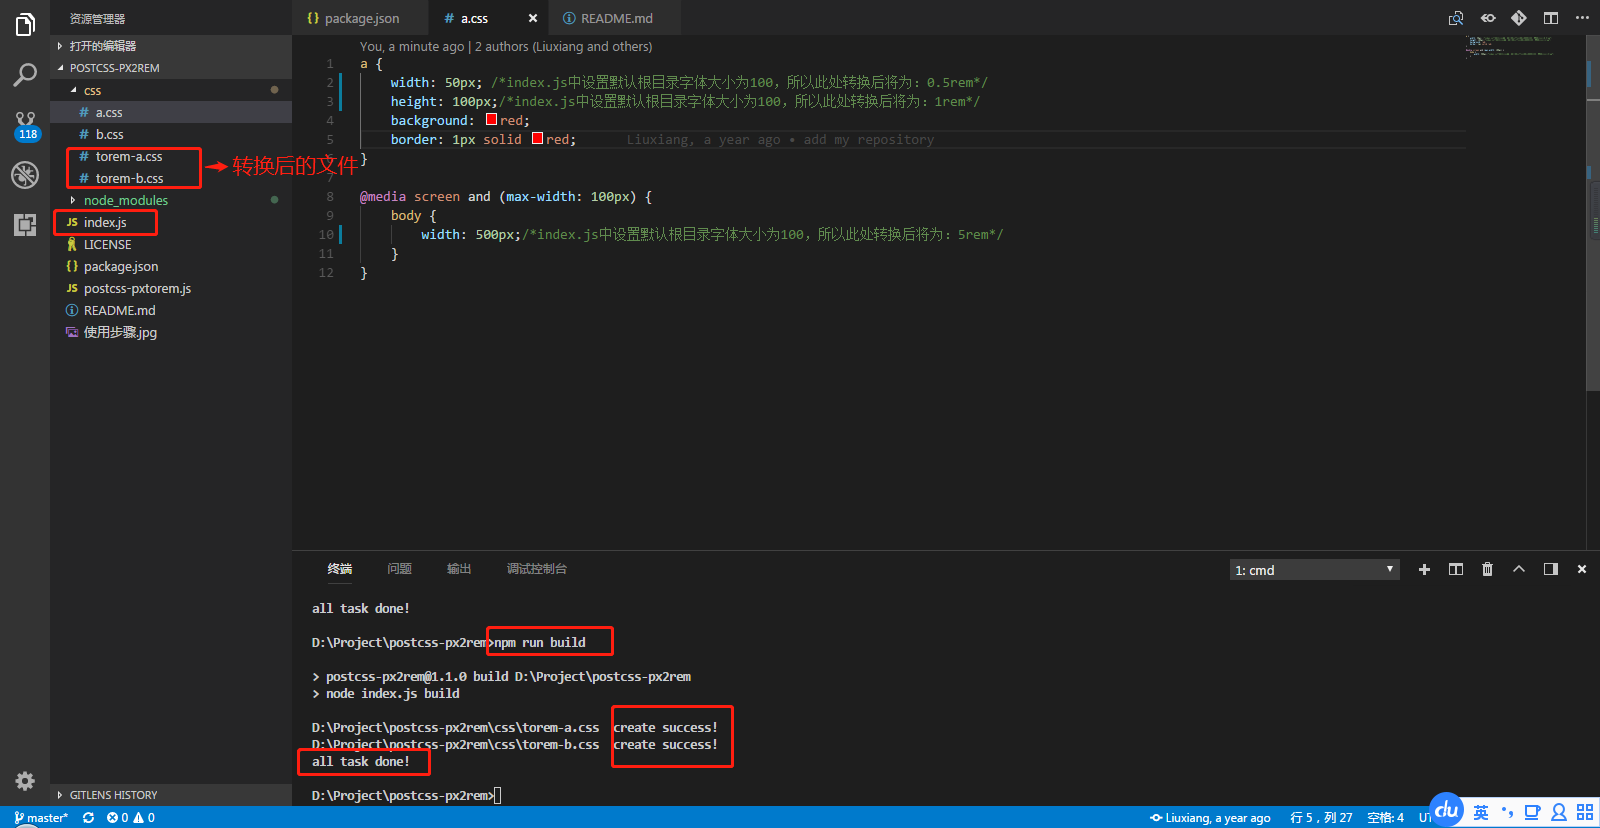 资源管理器
打开的编辑器
POSTCSS-PX2REM
css
# a.css
# b.css
# torem-a.css
# torem-b.css
转换后的文件
node_modules
JS index.js
LICENSE
{} package.json
JS postcss-pxtorem.js
README.md
使用步骤.jpg
GITLENS HISTORY
118
{} package.json
# a.css
README.md
You, a minute ago | 2 authors (Liuxiang and others)
1 a {
2 width: 50px; /*index.js中设置默认根目录字体大小为100，所以此处转换后将为：0.5rem*/
3 height: 100px;/*index.js中设置默认根目录字体大小为100，所以此处转换后将为：1rem*/
4 background: red;
5 border: 1px solid red; Liuxiang, a year ago • add my repository
}
7
8 @media screen and (max-width: 100px) {
9 body {
10 width: 500px;/*index.js中设置默认根目录字体大小为100，所以此处转换后将为：5rem*/
11 }
12 }
终端 问题 输出 调试控制台
1: cmd
all task done!
D:\Project\postcss-px2rem>npm run build
> postcss-px2rem@1.1.0 build D:\Project\postcss-px2rem
> node index.js build
D:\Project\postcss-px2rem\css\torem-a.css create success!
D:\Project\postcss-px2rem\css\torem-b.css create success!
all task done!
D:\Project\postcss-px2rem>
master* 0 0 Liuxiang, a year ago 行 5，列 27 空格: 4 UT
du 英